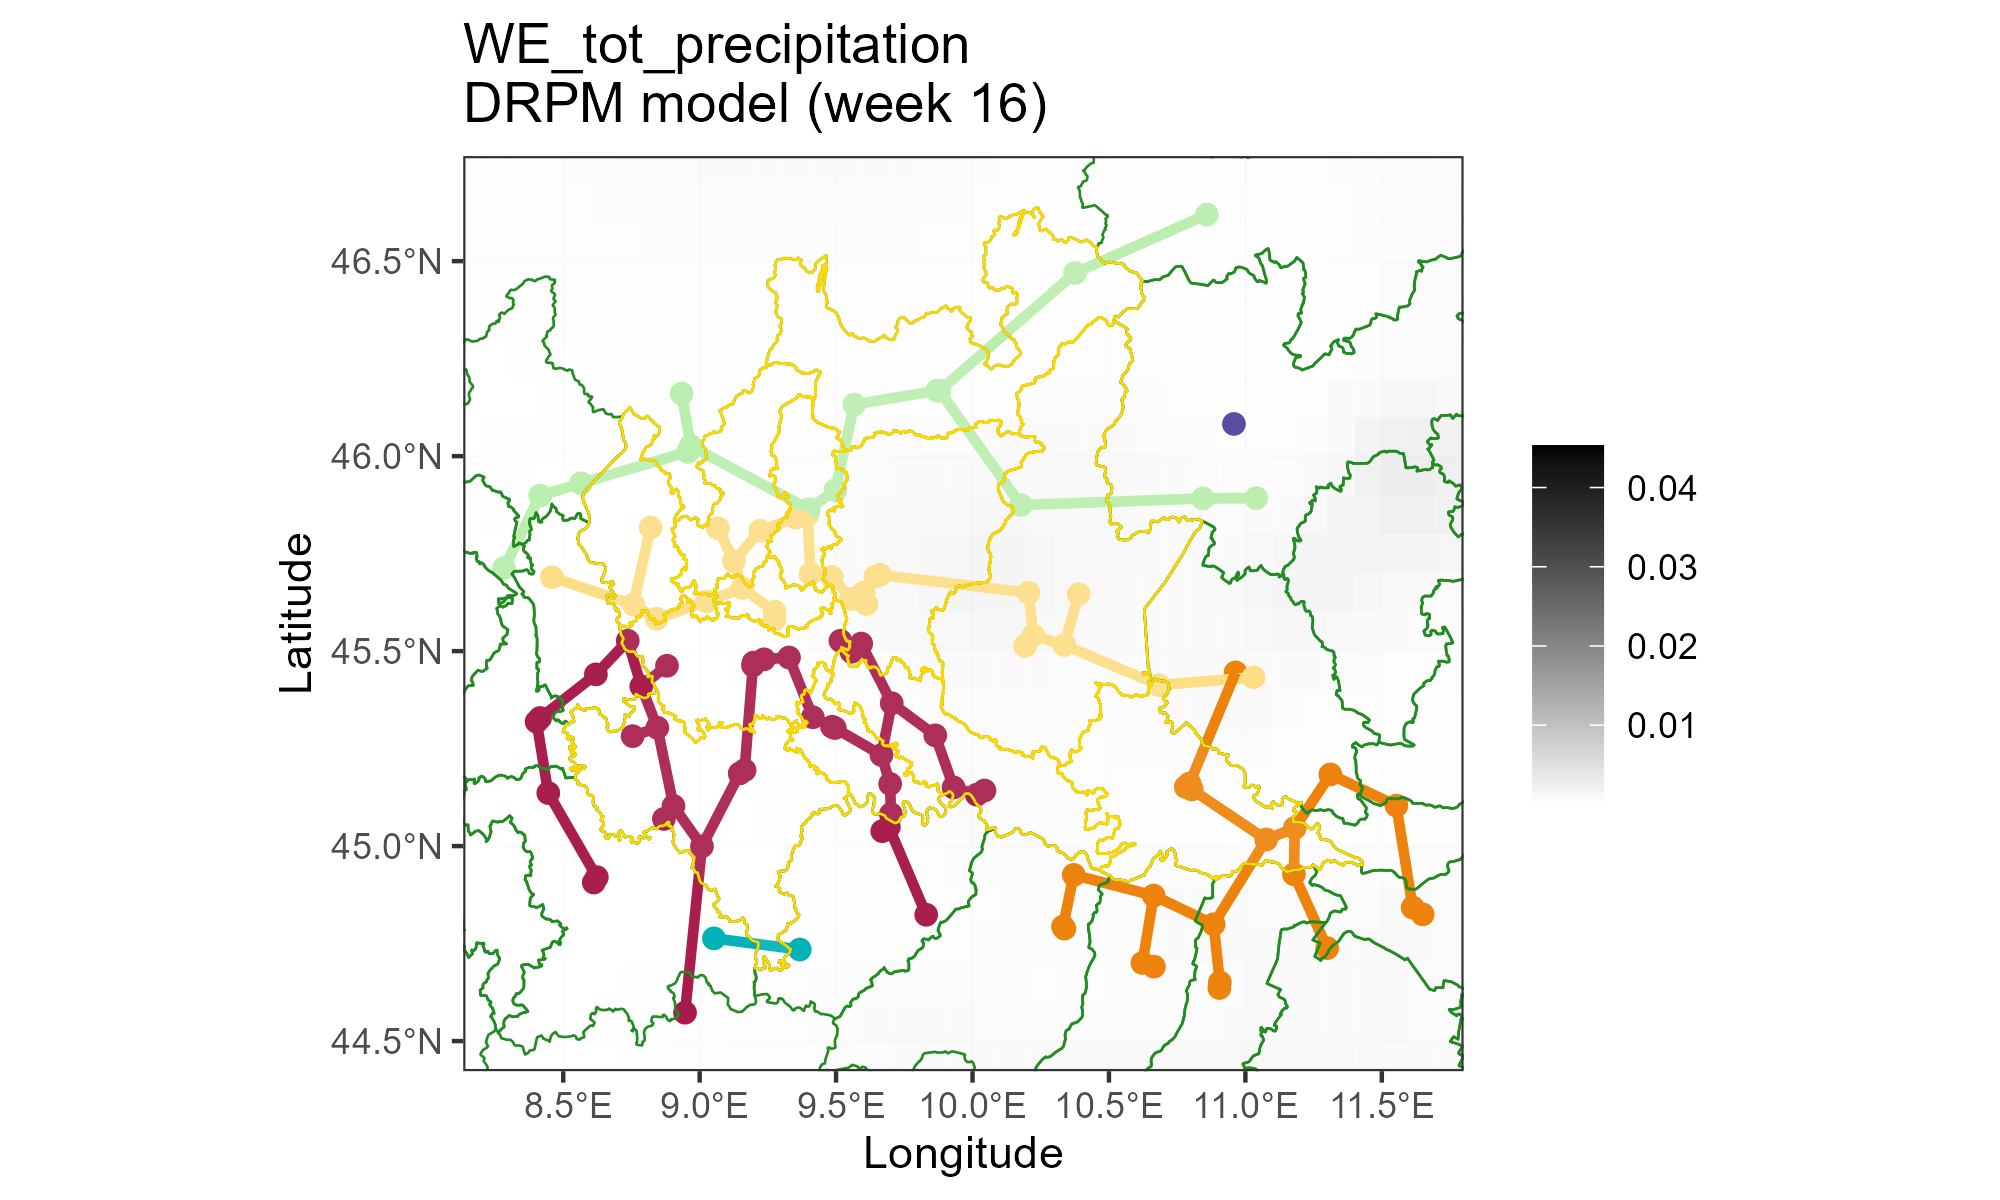 WE_tot_precipitation
DRPM model (week 16)
Latitude
46.5°N
46.0°N
45.5°N
45.0°N
44.5°N
8.5°E
9.0°E
9.5°E
10.0°E
10.5°E
11.0°E
11.5°E
Longitude
0.04
0.03
0.02
0.01